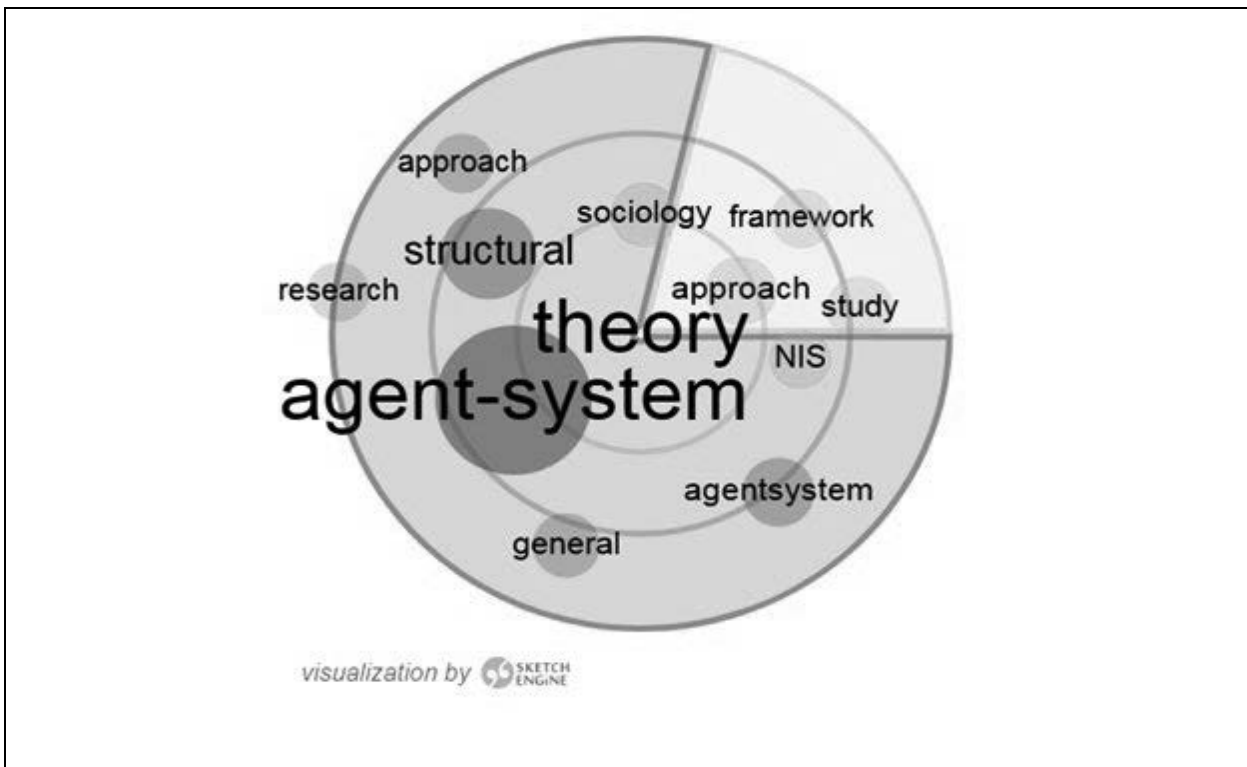 approach
sociology framework
structural
research
approach study
theory
NIS
agent-system
agentsystem
general
visualization by SKETCH
ENGINE